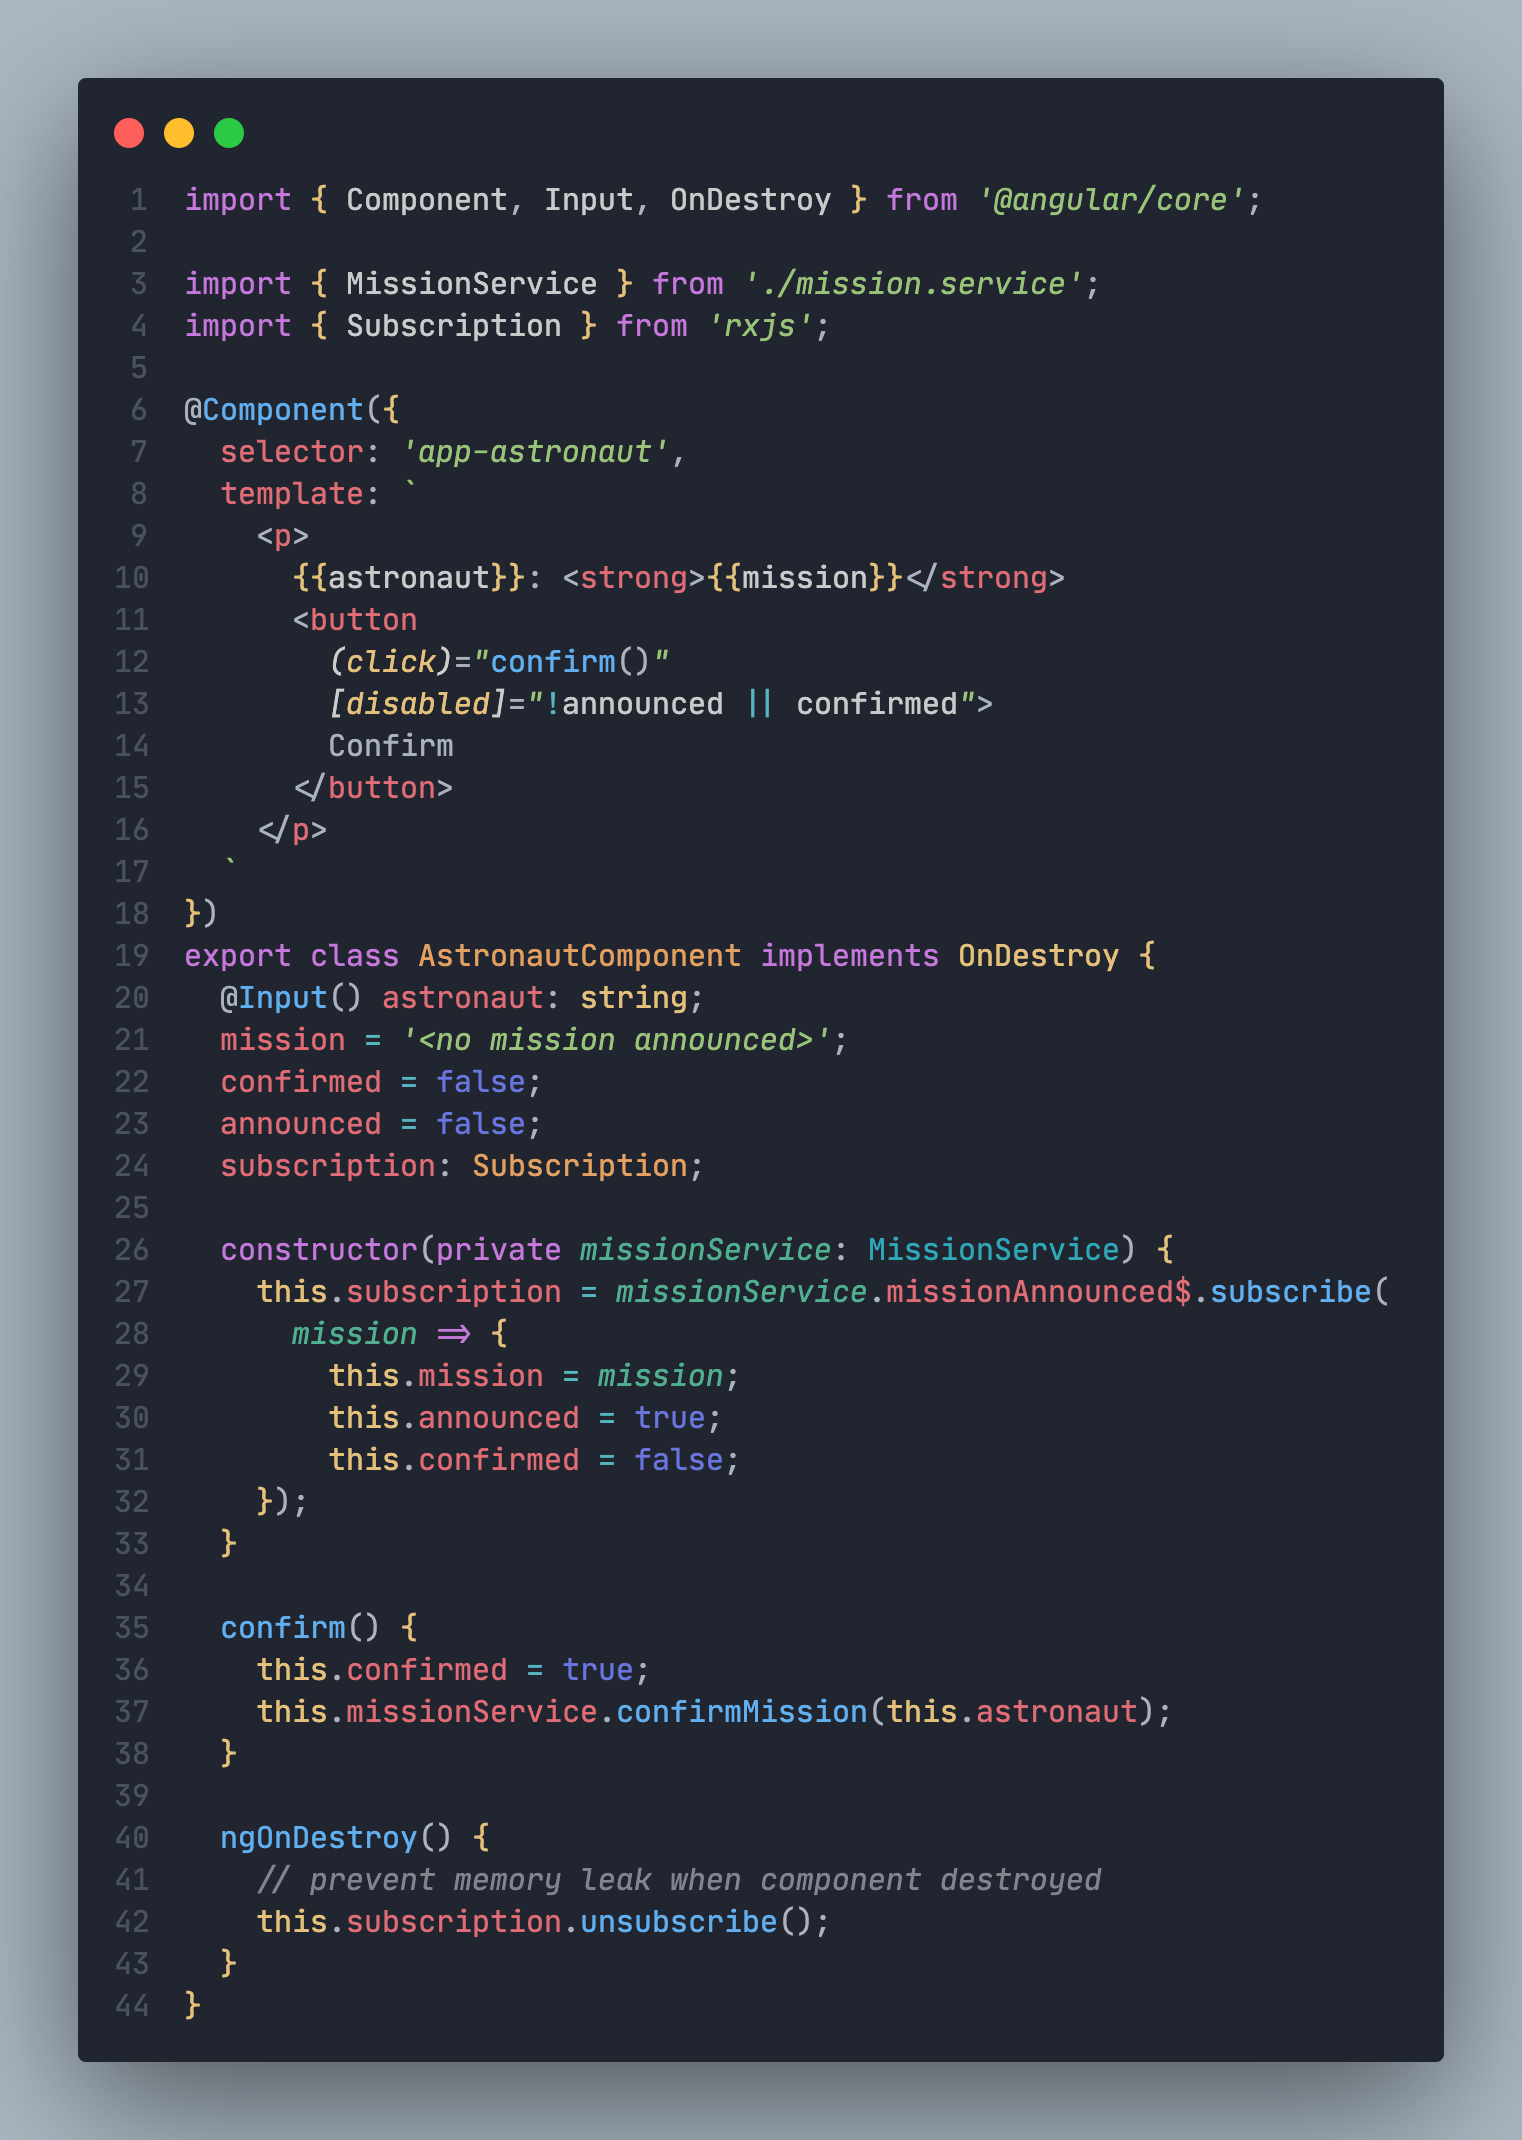 1 import { Component, Input, OnDestroy } from '@angular/core';
2
3 import { MissionService } from './mission.service';
4 import { Subscription } from 'rxjs';
5
6 @Component({
7   selector: 'app-astronaut',
8   template: `
9     <p>
10       {{astronaut}}: <strong>{{mission}}</strong>
11       <button
12         (click)="confirm()"
13         [disabled]="!announced || confirmed">
14         Confirm
15       </button>
16     </p>
17   `
18 })
19 export class AstronautComponent implements OnDestroy {
20   @Input() astronaut: string;
21   mission = '<no mission announced>';
22   confirmed = false;
23   announced = false;
24   subscription: Subscription;
25
26   constructor(private missionService: MissionService) {
27     this.subscription = missionService.missionAnnounced$.subscribe(
28       mission => {
29         this.mission = mission;
30         this.announced = true;
31         this.confirmed = false;
32     });
33   }
34
35   confirm() {
36     this.confirmed = true;
37     this.missionService.confirmMission(this.astronaut);
38   }
39
40   ngOnDestroy() {
41     // prevent memory leak when component destroyed
42     this.subscription.unsubscribe();
43   }
44 }